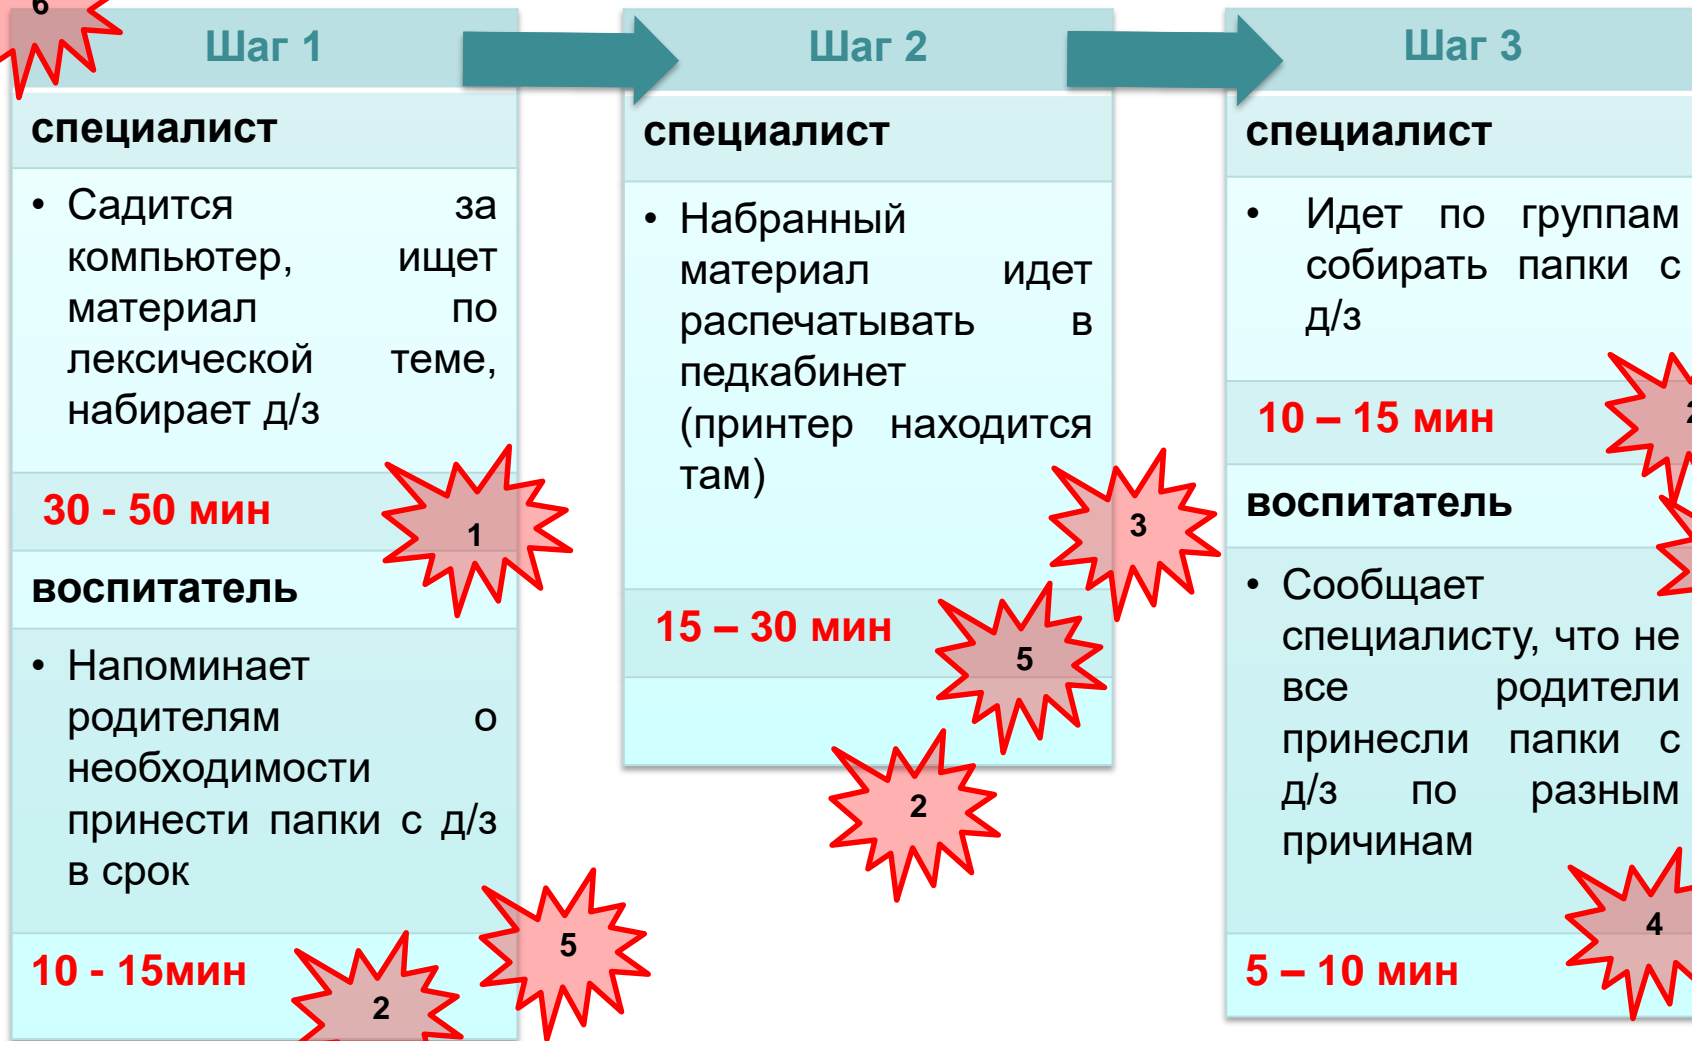 6
Шаг 1
специалист
• Садится за
компьютер, ищет
материал по
лексической теме,
набирает д/з
30 - 50 мин
1
воспитатель
• Напоминает
родителям о
необходимости
принести папки с д/з
в срок
5
10 - 15мин
2
Шаг 2
специалист
• Набранный
материал идет
распечатывать в
педкабинет
(принтер находится
там)
3
15 – 30 мин
5
2
Шаг 3
специалист
• Идет по группам
собирать папки с
д/з
10 – 15 мин
воспитатель
• Сообщает
специалисту, что не
все родители
принесли папки с
д/з по разным
причинам
4
5 – 10 мин